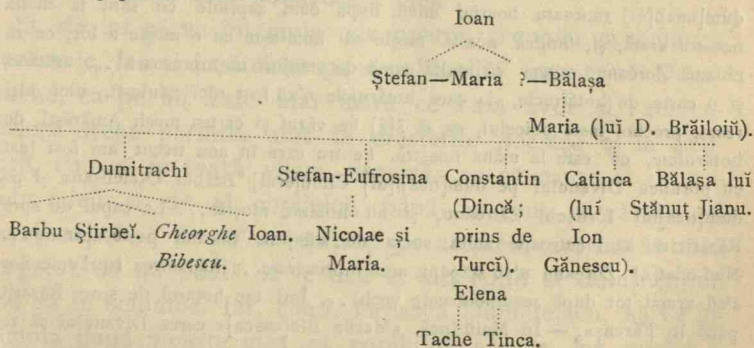 Ioan
Ștefan—Maria ?—Bălașa
Maria (luĭ D. Brăiloiŭ).
Dumitrachi Ștefan-Eufrosina Constantin Catinca Bălașa luĭ
(Dincă; (luĭ Stănuț Jianu.
Barbu Știrbeĭ. Gheorghe Ioan. Nicolae și prins de Ion
Bibescu. Maria. Turcĭ). Gănescu).
Elena
Tache Tinca.